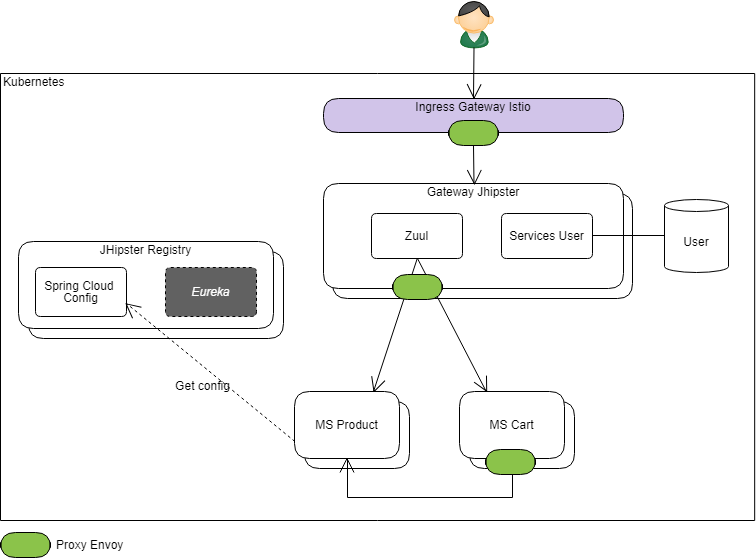 Kubernetes
Ingress Gateway Istio
Gateway Jhipster
Zuul
Services User
User
JHipster Registry
Spring Cloud
Config
Eureka
Get config
MS Product
MS Cart
Proxy Envoy